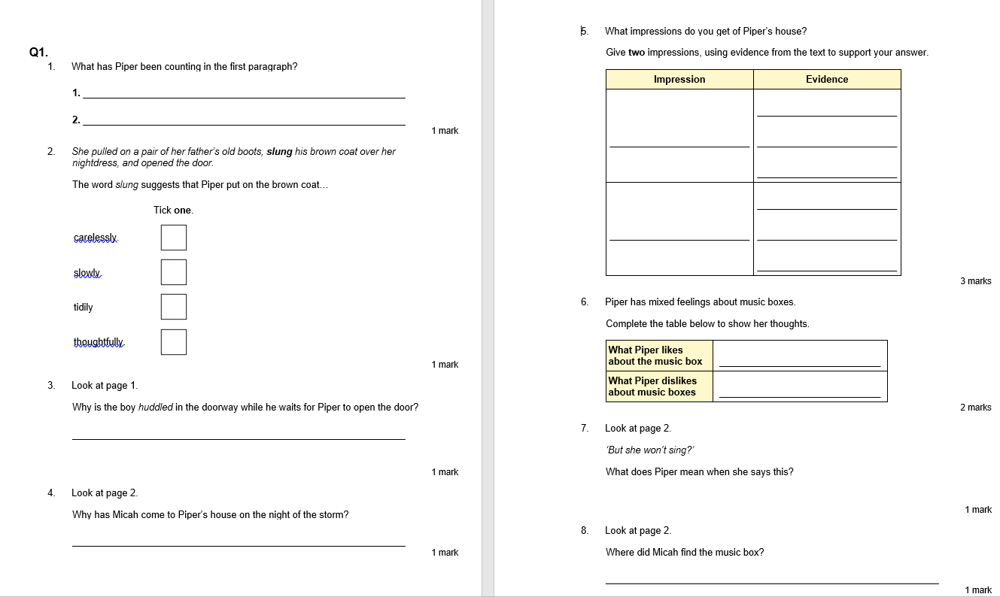 Q1.
1. What has Piper been counting in the first paragraph?
1.
2.
1 mark
2. She pulled on a pair of her father's old boots, slung his brown coat over her
nightdress, and opened the door.
The word slung suggests that Piper put on the brown coat…
Tick one.
carelessly.
slowly.
tidily
thoughtfully.
1 mark
3. Look at page 1.
Why is the boy huddled in the doorway while he waits for Piper to open the door?
1 mark
4. Look at page 2.
Why has Micah come to Piper's house on the night of the storm?
1 mark
5. What impressions do you get of Piper's house?
Give two impressions, using evidence from the text to support your answer.
Impression Evidence
3 marks
6. Piper has mixed feelings about music boxes.
Complete the table below to show her thoughts.
What Piper likes
about the music box
What Piper dislikes
about music boxes
2 marks
7. Look at page 2.
'But she won't sing?'
What does Piper mean when she says this?
1 mark
8. Look at page 2.
Where did Micah find the music box?
1 mark